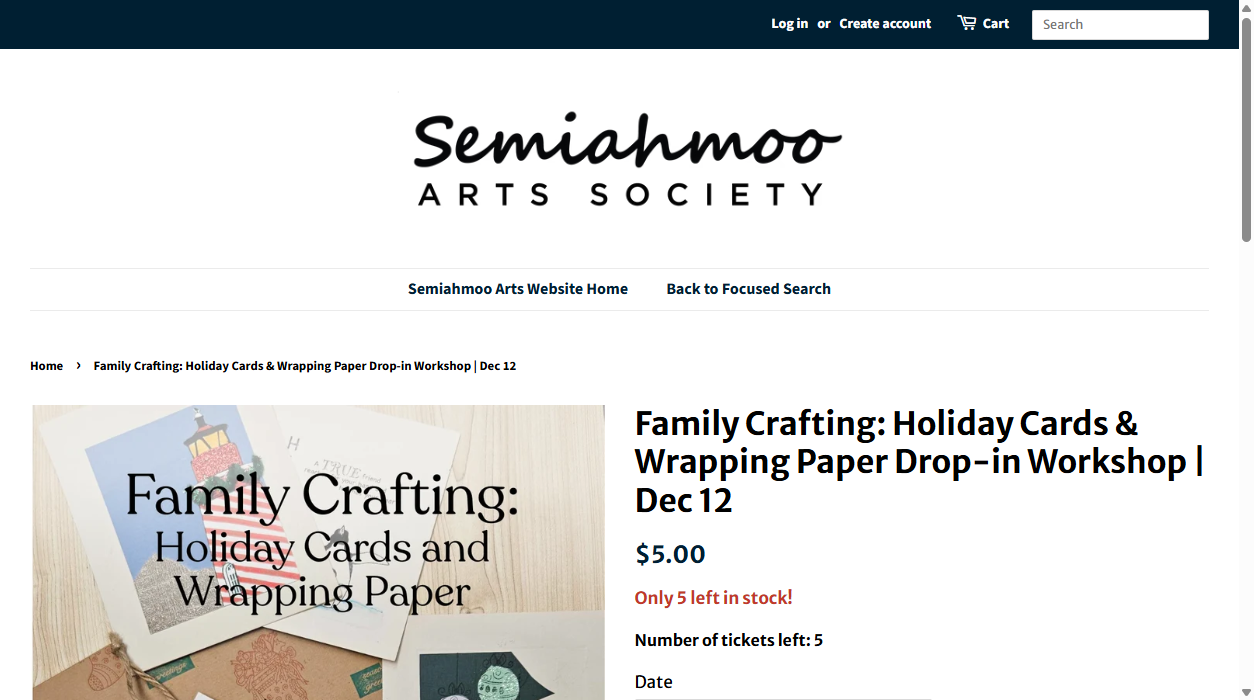 Log in or Create account Cart Search
Semiahmoo
ARTS SOCIETY
Semiahmoo Arts Website Home Back to Focused Search
Home › Family Crafting: Holiday Cards & Wrapping Paper Drop-in Workshop | Dec 12
Family Crafting:
Holiday Cards and
Wrapping Paper
H
A TRUE
Family Crafting: Holiday Cards &
Wrapping Paper Drop-in Workshop |
Dec 12
$5.00
Only 5 left in stock!
Number of tickets left: 5
Date